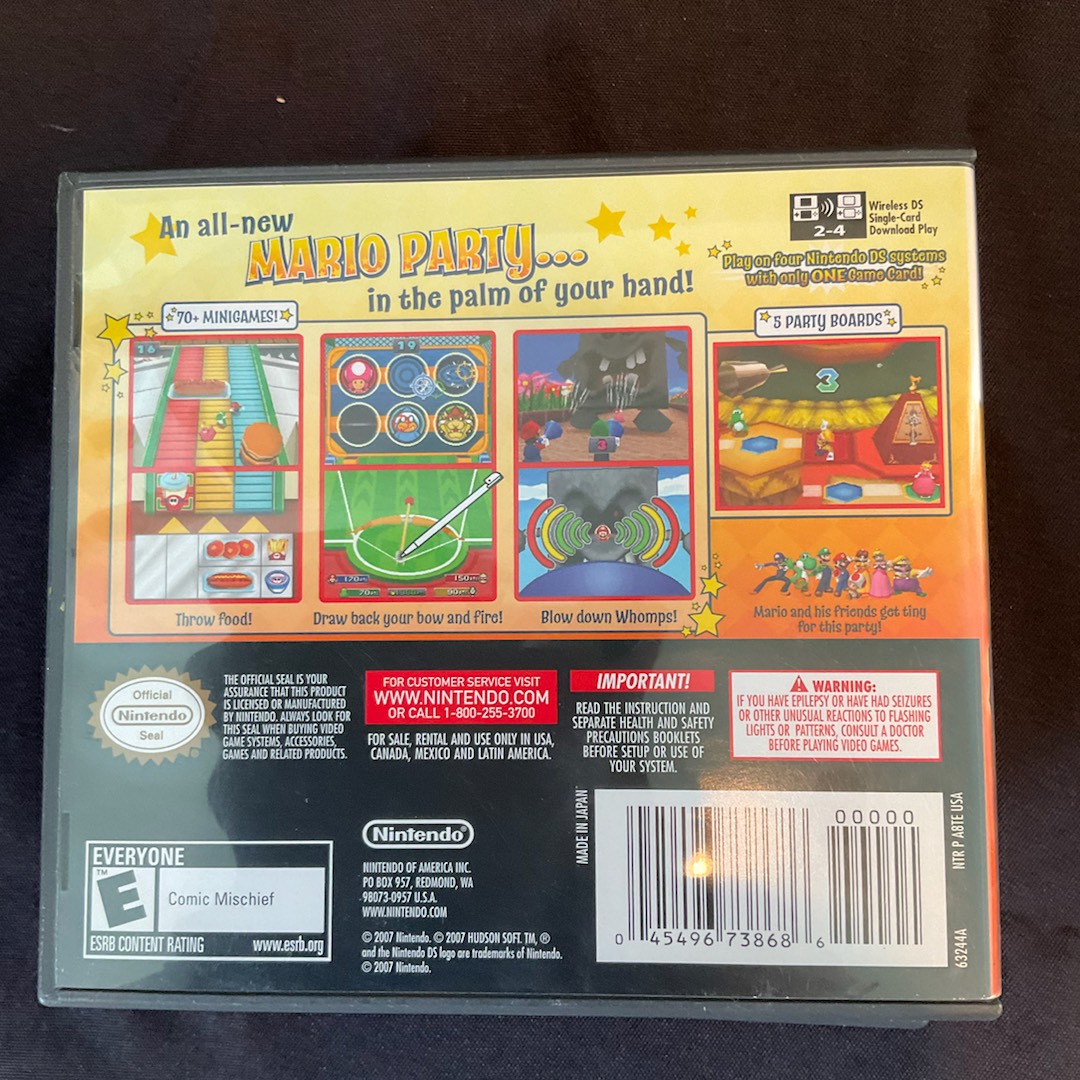 An all-new
MARIO PARTY...
in the palm of your hand!
2-4
Wireless DS
Single-Card
Download Play
Play on four Nintendo DS systems
with only ONE Game Card!
70+ MINIGAMES!
5 PARTY BOARDS
16
19
3
3
170
150
70
90
Throw food!
Draw back your bow and fire!
Blow down Whomps!
Mario and his friends get tiny
for this party!
Official
Nintendo
Seal
THE OFFICIAL SEAL IS YOUR
ASSURANCE THAT THIS PRODUCT
IS LICENSED OR MANUFACTURED
BY NINTENDO. ALWAYS LOOK FOR
THIS SEAL WHEN BUYING VIDEO
GAME SYSTEMS, ACCESSORIES,
GAMES AND RELATED PRODUCTS.
FOR CUSTOMER SERVICE VISIT
WWW.NINTENDO.COM
OR CALL 1-800-255-3700
FOR SALE, RENTAL AND USE ONLY IN USA,
CANADA, MEXICO AND LATIN AMERICA.
IMPORTANT!
READ THE INSTRUCTION AND
SEPARATE HEALTH AND SAFETY
PRECAUTIONS BOOKLETS
BEFORE SETUP OR USE OF
YOUR SYSTEM.
WARNING:
IF YOU HAVE EPILEPSY OR HAVE HAD SEIZURES
OR OTHER UNUSUAL REACTIONS TO FLASHING
LIGHTS OR PATTERNS, CONSULT A DOCTOR
BEFORE PLAYING VIDEO GAMES.
EVERYONE
E
TM
Comic Mischief
ESRB CONTENT RATING www.esrb.org
Nintendo®
NINTENDO OF AMERICA INC.
PO BOX 957, REDMOND, WA
98073-0957 U.S.A.
WWW.NINTENDO.COM
© 2007 Nintendo. © 2007 HUDSON SOFT. TM, ®
and the Nintendo DS logo are trademarks of Nintendo.
© 2007 Nintendo.
MADE IN JAPAN
00000
0 45496 73868 6
NTR P A8TE USA
63244A